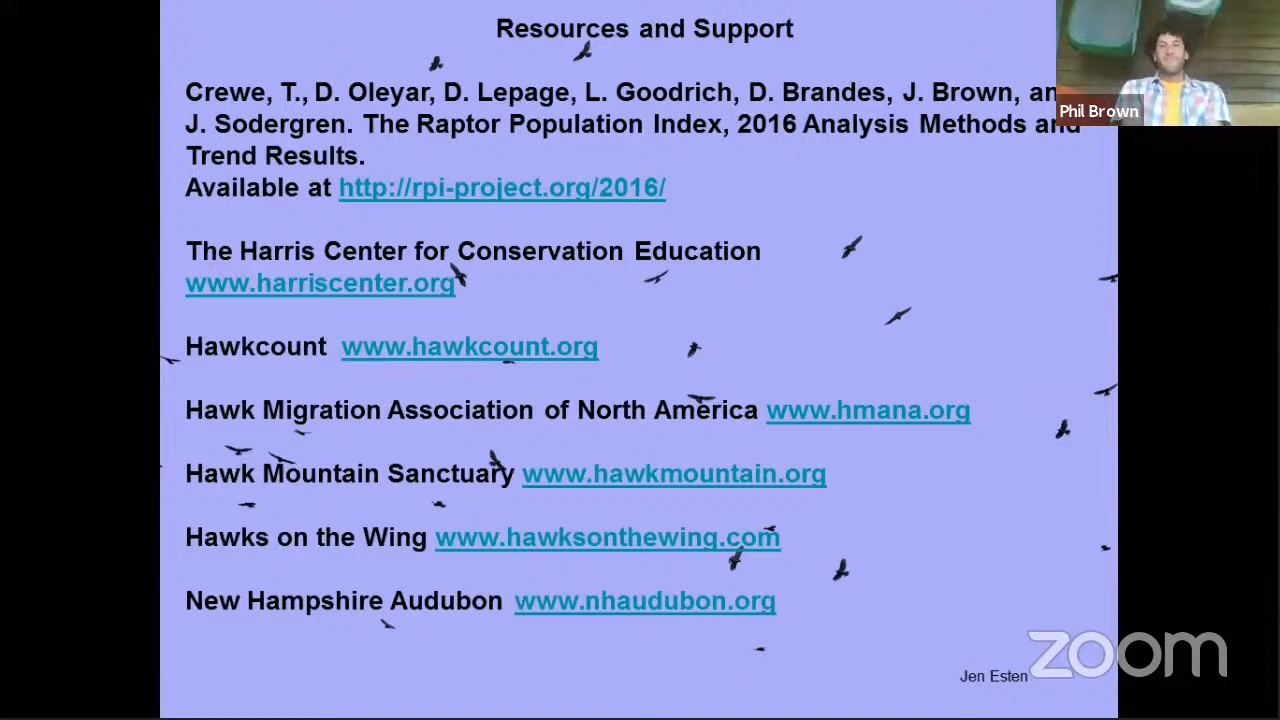 Resources and Support
Crewe, T., D. Oleyar, D. Lepage, L. Goodrich, D. Brandes, J. Brown, an
J. Sodergren. The Raptor Population Index, 2016 Analysis Methods and
Trend Results.
Available at http://rpi-project.org/2016/
The Harris Center for Conservation Education
www.harriscenter.org
Hawkcount www.hawkcount.org
Hawk Migration Association of North America www.hmana.org
Hawk Mountain Sanctuary www.hawkmountain.org
Hawks on the Wing www.hawksonthewing.com
New Hampshire Audubon www.nhaudubon.org
Jen Esten
Phil Brown
zoom